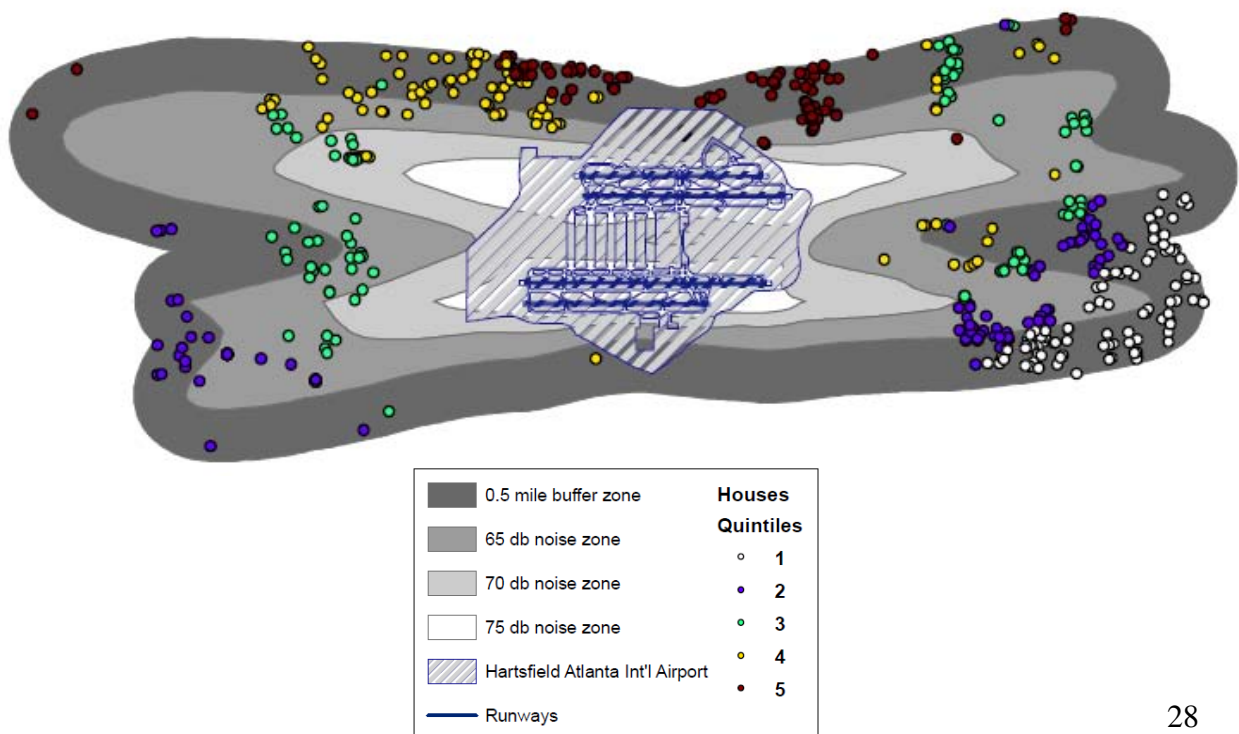 0.5 mile buffer zone
65 db noise zone
70 db noise zone
75 db noise zone
Hartsfield Atlanta Int'l Airport
Runways
Houses
Quintiles
1
2
3
4
5
28